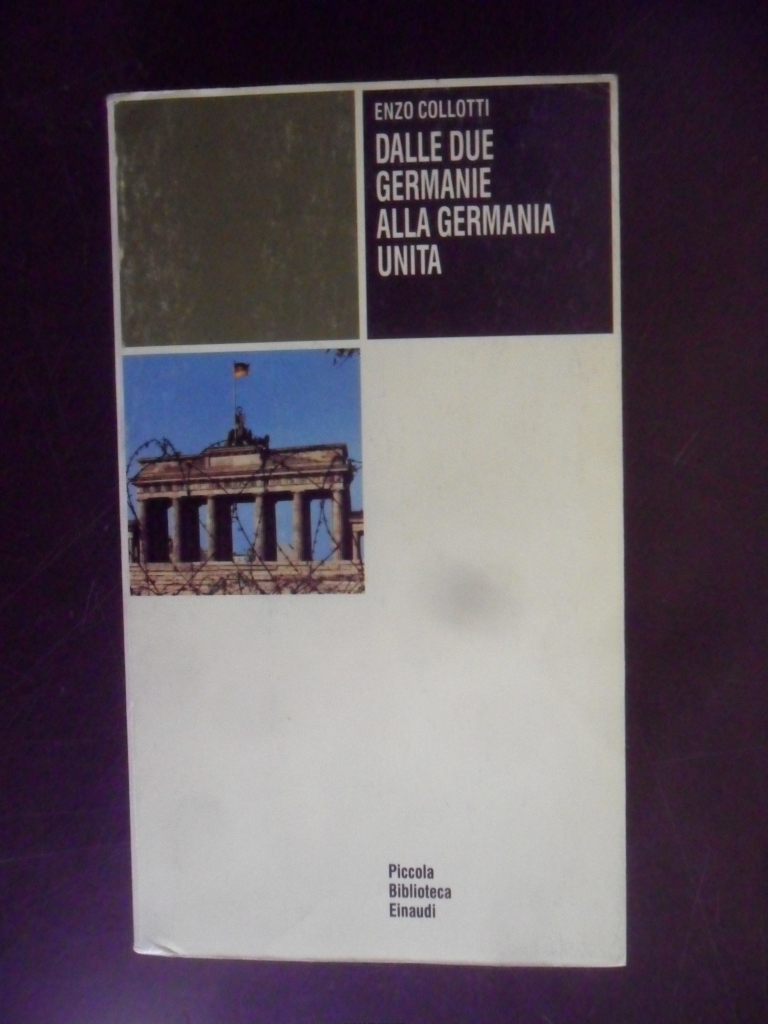 ENZO COLLOTTI
DALLE DUE
GERMANIE
ALLA GERMANIA
UNITA
Piccola
Biblioteca
Einaudi